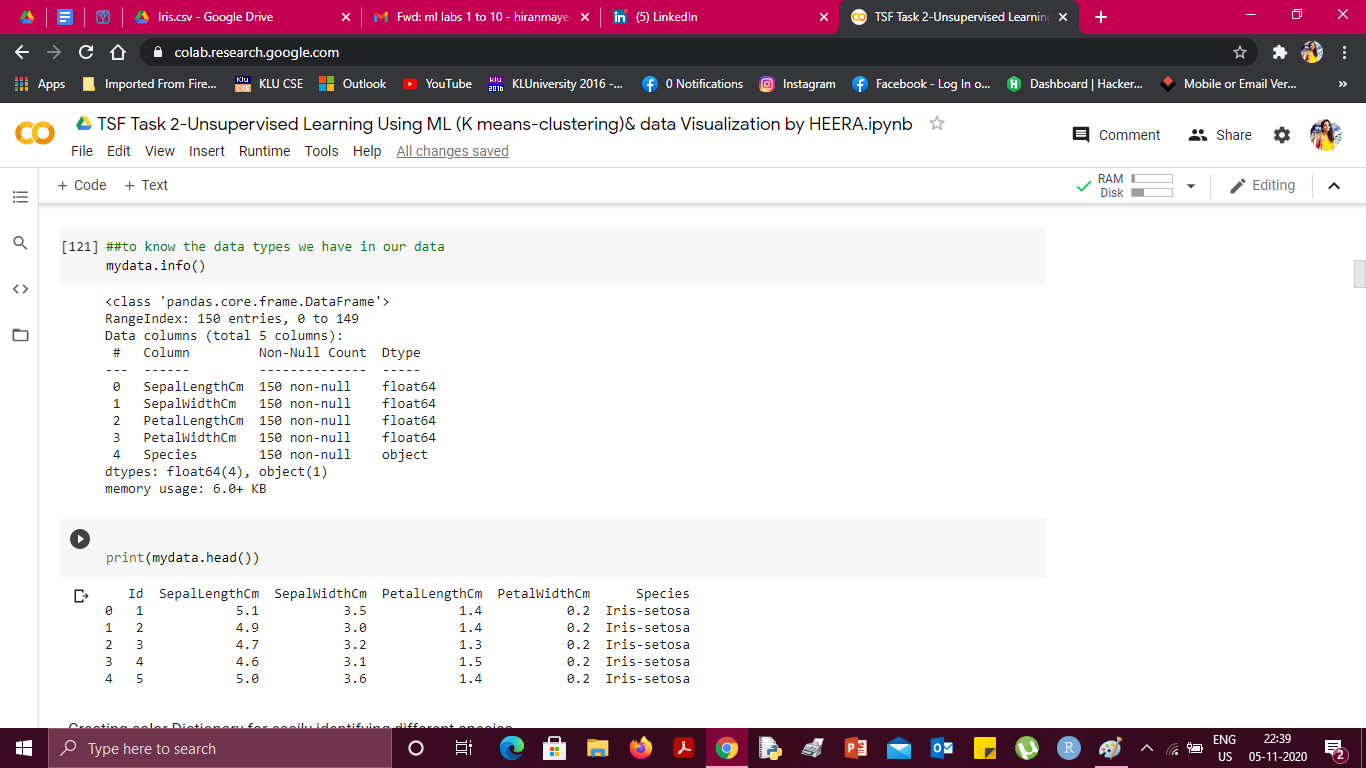 Iris.csv - Google Drive
Fwd: ml labs 1 to 10 - hiranmaye
(5) LinkedIn
TSF Task 2-Unsupervised Learnin
colab.research.google.com
Apps
Imported From Fire...
KLU CSE
Outlook
YouTube
KLUniversity 2016 -...
0 Notifications
Instagram
Facebook - Log In o...
Dashboard | Hacker...
Mobile or Email Ver...
»
TSF Task 2-Unsupervised Learning Using ML (K means-clustering)& data Visualization by HEERA.ipynb
Comment
Share
File Edit View Insert Runtime Tools Help All changes saved
+ Code + Text
RAM
Disk
Editing
[121] ##to know the data types we have in our data
mydata.info()
<class 'pandas.core.frame.DataFrame'>
RangeIndex: 150 entries, 0 to 149
Data columns (total 5 columns):
# Column Non-Null Count Dtype
--- ------ -------------- -----
0 SepalLengthCm 150 non-null float64
1 SepalWidthCm 150 non-null float64
2 PetalLengthCm 150 non-null float64
3 PetalWidthCm 150 non-null float64
4 Species 150 non-null object
dtypes: float64(4), object(1)
memory usage: 6.0+ KB
print(mydata.head())
Id SepalLengthCm SepalWidthCm PetalLengthCm PetalWidthCm Species
0 1 5.1 3.5 1.4 0.2 Iris-setosa
1 2 4.9 3.0 1.4 0.2 Iris-setosa
2 3 4.7 3.2 1.3 0.2 Iris-setosa
3 4 4.6 3.1 1.5 0.2 Iris-setosa
4 5 5.0 3.6 1.4 0.2 Iris-setosa
Creating color Dictionary for easily identifying different species
Type here to search
ENG
US
22:39
05-11-2020
2